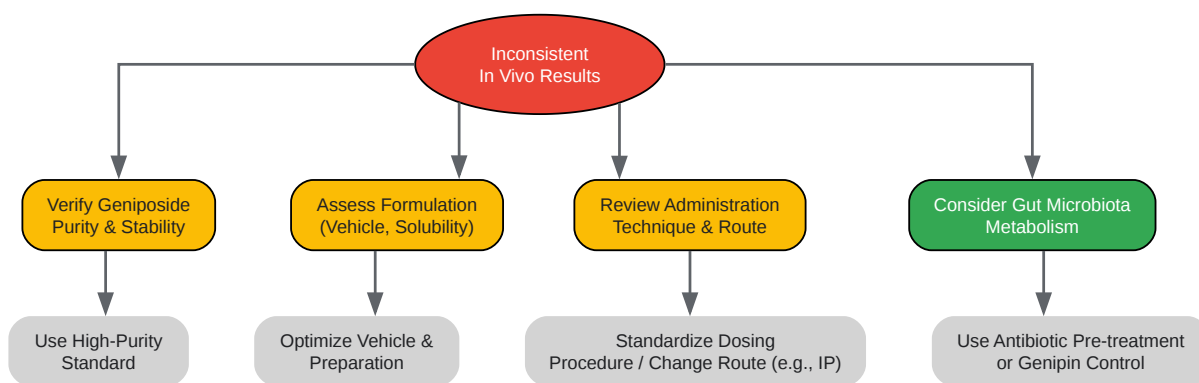 Inconsistent
In Vivo Results
Verify Geniposide
Purity & Stability
Assess Formulation
(Vehicle, Solubility)
Review Administration
Technique & Route
Consider Gut Microbiota
Metabolism
Use High-Purity
Standard
Optimize Vehicle &
Preparation
Standardize Dosing
Procedure / Change Route (e.g., IP)
Use Antibiotic Pre-treatment
or Genipin Control